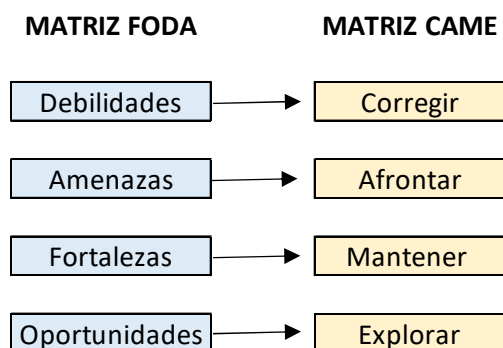 MATRIZ FODA MATRIZ CAME
Debilidades Corregir
Amenazas Afrontar
Fortalezas Mantener
Oportunidades Explorar